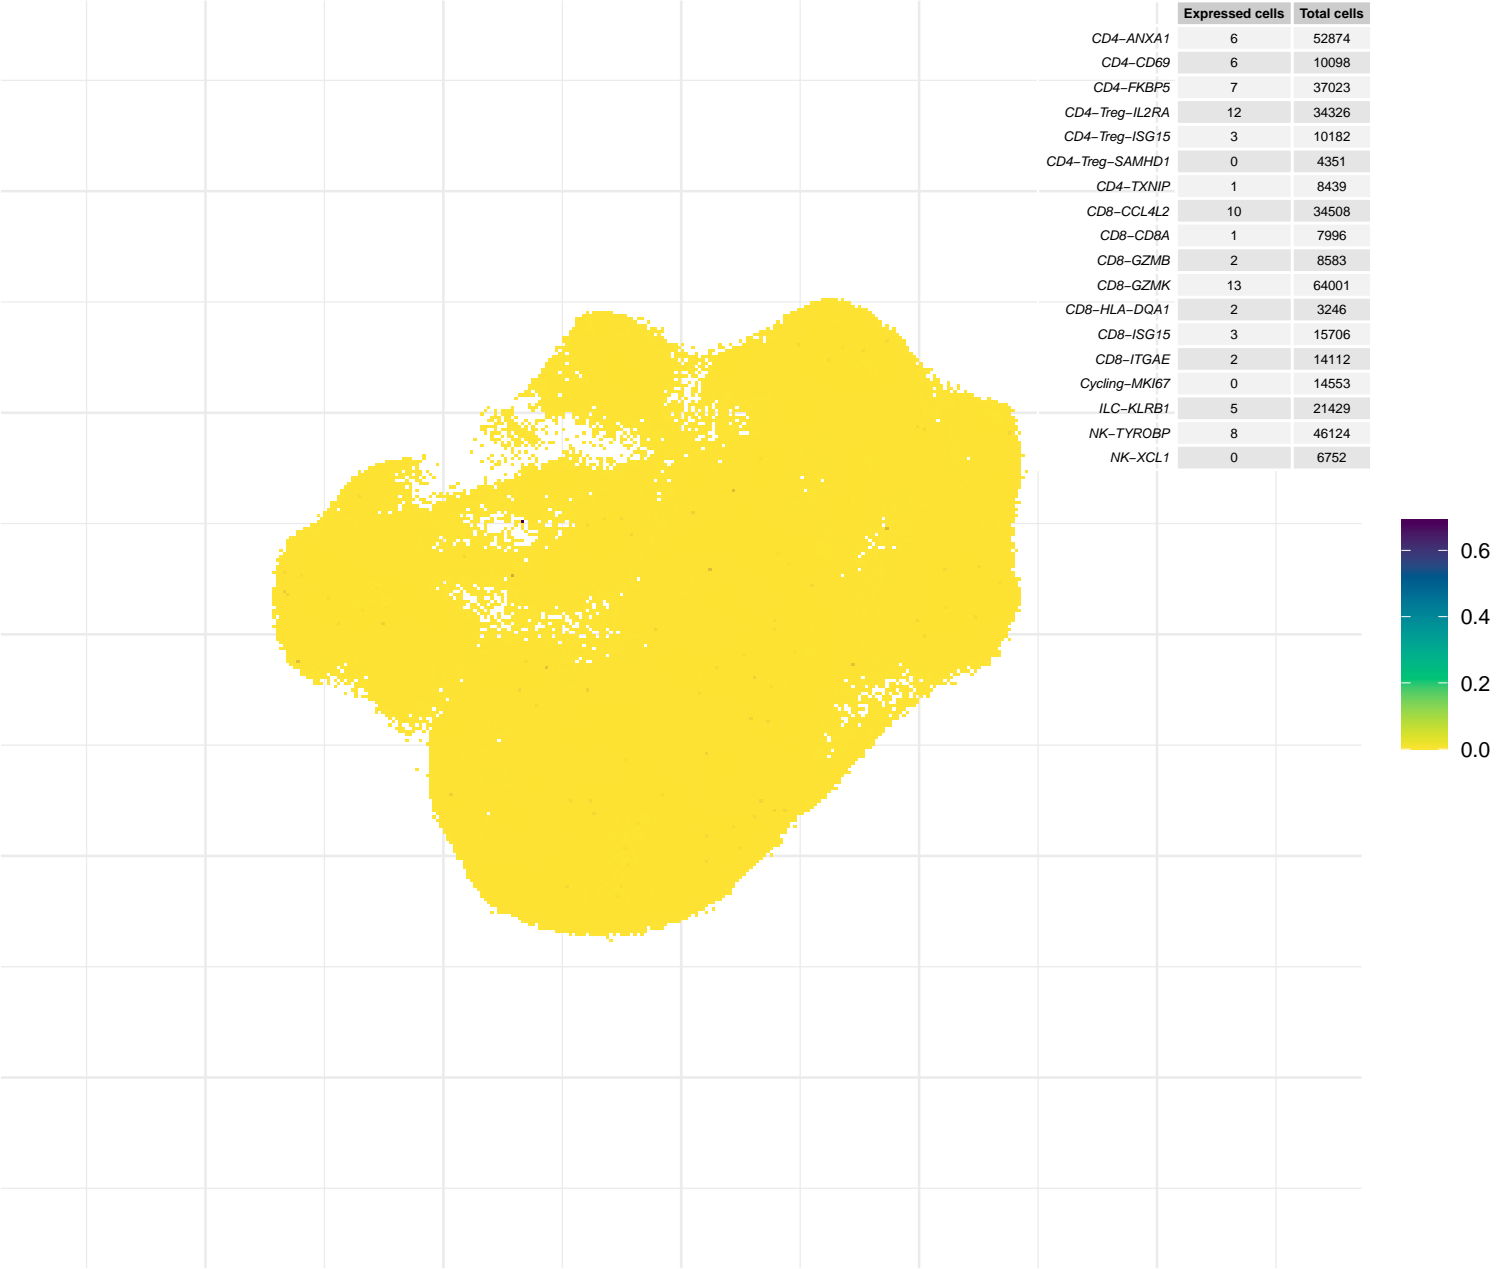 Expressed cells Total cells
CD4−ANXA1 6 52874
CD4−CD69 6 10098
CD4−FKBP5 7 37023
CD4−Treg−IL2RA 12 34326
CD4−Treg−ISG15 3 10182
CD4−Treg−SAMHD1 0 4351
CD4−TXNIP 1 8439
CD8−CCL4L2 10 34508
CD8−CD8A 1 7996
CD8−GZMB 2 8583
CD8−GZMK 13 64001
CD8−HLA−DQA1 2 3246
CD8−ISG15 3 15706
CD8−ITGAE 2 14112
Cycling−MKI67 0 14553
ILC−KLRB1 5 21429
NK−TYROBP 8 46124
NK−XCL1 0 6752
0.6
0.4
0.2
0.0